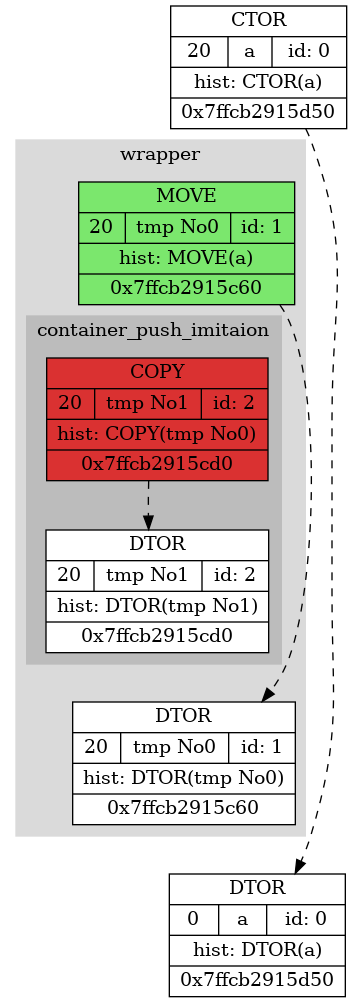 CTOR
20 a id: 0
hist: CTOR(a)
0x7ffcb2915d50
wrapper
MOVE
20 tmp No0 id: 1
hist: MOVE(a)
0x7ffcb2915c60
container_push_imitaion
COPY
20 tmp No1 id: 2
hist: COPY(tmp No0)
0x7ffcb2915cd0
DTOR
20 tmp No1 id: 2
hist: DTOR(tmp No1)
0x7ffcb2915cd0
DTOR
20 tmp No0 id: 1
hist: DTOR(tmp No0)
0x7ffcb2915c60
DTOR
0 a id: 0
hist: DTOR(a)
0x7ffcb2915d50